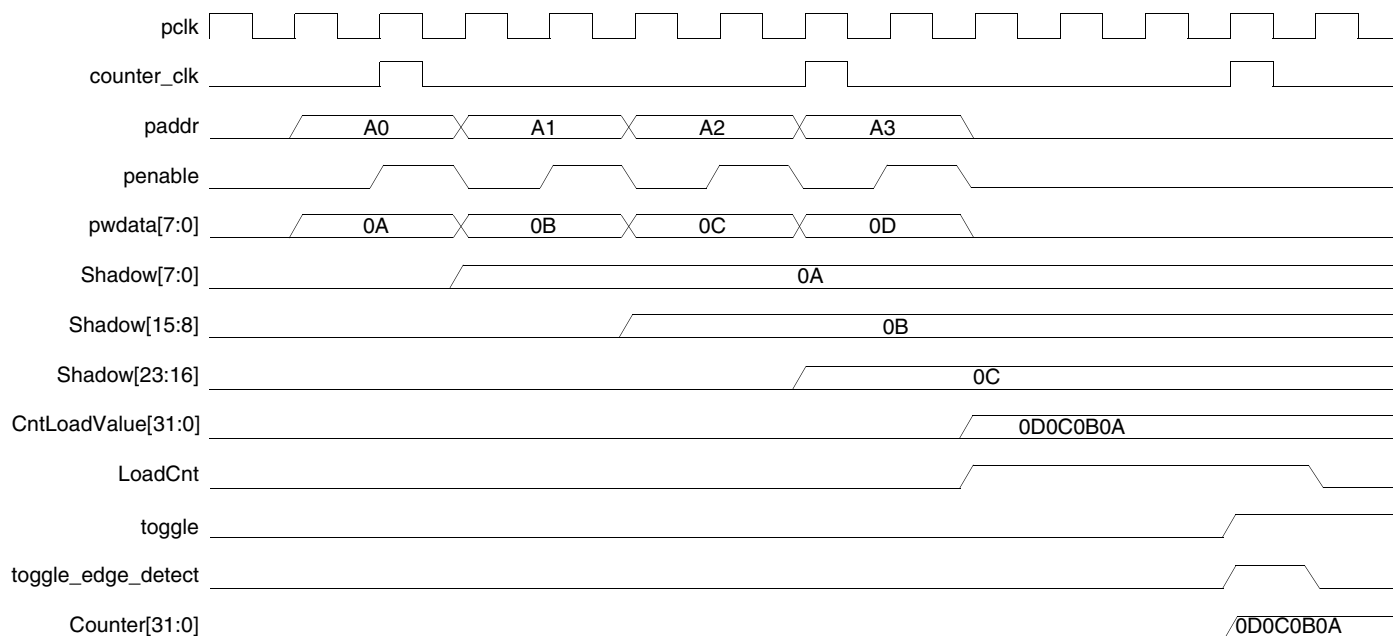 pclk
counter_clk
paddr A0 A1 A2 A3
penable
pwdata[7:0] 0A 0B 0C 0D
Shadow[7:0] 0A
Shadow[15:8] 0B
Shadow[23:16] 0C
CntLoadValue[31:0] 0D0C0B0A
LoadCnt
toggle
toggle_edge_detect
Counter[31:0] 0D0C0B0A